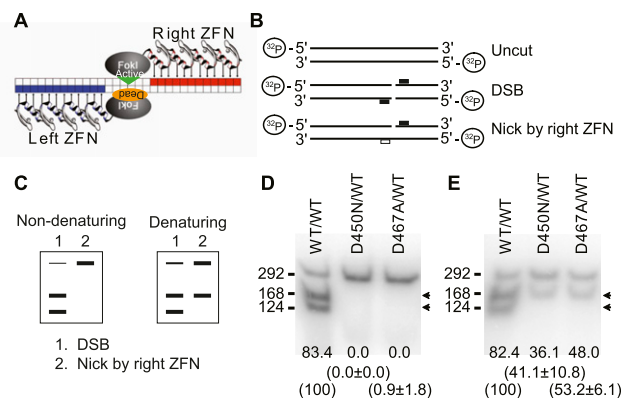 A
Right ZFN
FokI
Active
Dead
FokI
Left ZFN
B
32P - 5' 3' Uncut
3' 5' - 32P
32P - 5' 3' DSB
3' 5' - 32P
32P - 5' 3' Nick by right ZFN
3' 5' - 32P
C
Non-denaturing Denaturing
1 2 1 2
1. DSB
2. Nick by right ZFN
D
WT/WT
D450N/WT
D467A/WT
292
168
124
83.4 0.0 0.0
(0.0±0.0)
(100) (0.9±1.8)
E
WT/WT
D450N/WT
D467A/WT
292
168
124
82.4 36.1 48.0
(41.1±10.8)
(100) (53.2±6.1)